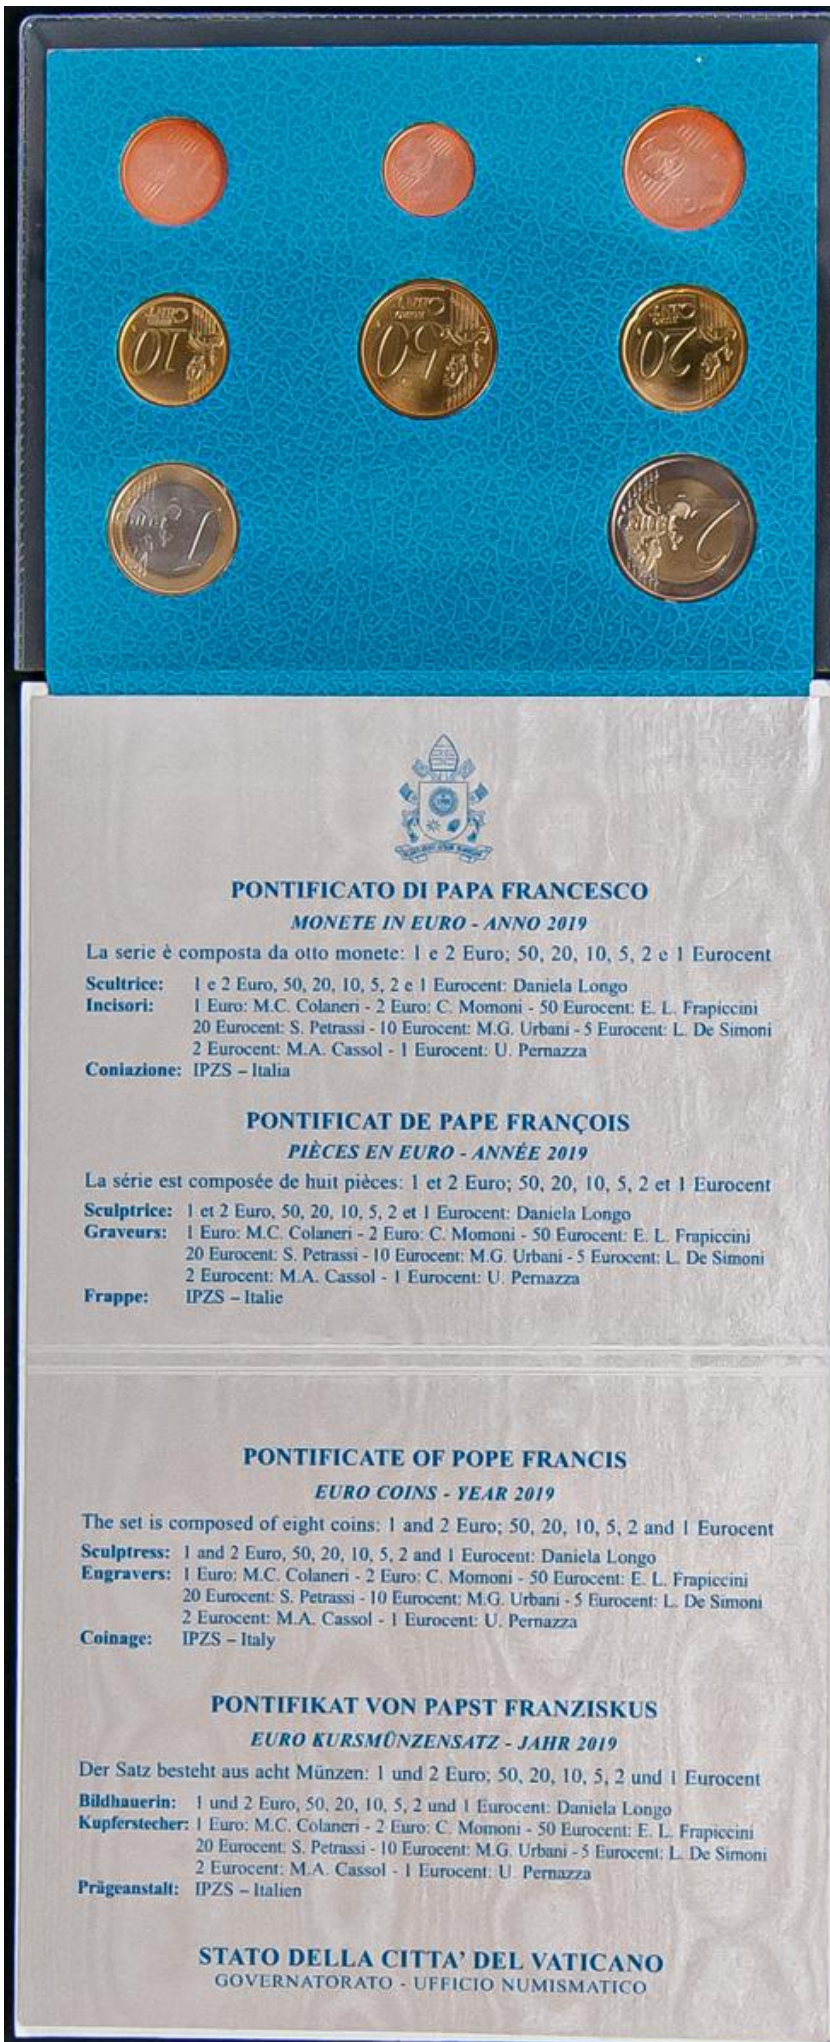 10
EURO
CENT
50
EURO
CENT
20
EURO
CENT
1
2
PONTIFICATO DI PAPA FRANCESCO
MONETE IN EURO - ANNO 2019
La serie è composta da otto monete: 1 e 2 Euro; 50, 20, 10, 5, 2 e 1 Eurocent
Scultrice: 1 e 2 Euro, 50, 20, 10, 5, 2 e 1 Eurocent: Daniela Longo
Incisori: 1 Euro: M.C. Colaneri - 2 Euro: C. Momoni - 50 Eurocent: E. L. Frapiccini
20 Eurocent: S. Petrassi - 10 Eurocent: M.G. Urbani - 5 Eurocent: L. De Simoni
2 Eurocent: M.A. Cassol - 1 Eurocent: U. Pernazza
Coniazione: IPZS – Italia
PONTIFICAT DE PAPE FRANÇOIS
PIÈCES EN EURO - ANNÉE 2019
La série est composée de huit pièces: 1 et 2 Euro; 50, 20, 10, 5, 2 et 1 Eurocent
Sculptrice: 1 et 2 Euro, 50, 20, 10, 5, 2 et 1 Eurocent: Daniela Longo
Graveurs: 1 Euro: M.C. Colaneri - 2 Euro: C. Momoni - 50 Eurocent: E. L. Frapiccini
20 Eurocent: S. Petrassi - 10 Eurocent: M.G. Urbani - 5 Eurocent: L. De Simoni
2 Eurocent: M.A. Cassol - 1 Eurocent: U. Pernazza
Frappe: IPZS – Italie
PONTIFICATE OF POPE FRANCIS
EURO COINS - YEAR 2019
The set is composed of eight coins: 1 and 2 Euro; 50, 20, 10, 5, 2 and 1 Eurocent
Sculptress: 1 and 2 Euro, 50, 20, 10, 5, 2 and 1 Eurocent: Daniela Longo
Engravers: 1 Euro: M.C. Colaneri - 2 Euro: C. Momoni - 50 Eurocent: E. L. Frapiccini
20 Eurocent: S. Petrassi - 10 Eurocent: M.G. Urbani - 5 Eurocent: L. De Simoni
2 Eurocent: M.A. Cassol - 1 Eurocent: U. Pernazza
Coinage: IPZS – Italy
PONTIFIKAT VON PAPST FRANZISKUS
EURO KURSMÜNZENSATZ - JAHR 2019
Der Satz besteht aus acht Münzen: 1 und 2 Euro; 50, 20, 10, 5, 2 und 1 Eurocent
Bildhauerin: 1 und 2 Euro, 50, 20, 10, 5, 2 und 1 Eurocent: Daniela Longo
Kupferstecher: 1 Euro: M.C. Colaneri - 2 Euro: C. Momoni - 50 Eurocent: E. L. Frapiccini
20 Eurocent: S. Petrassi - 10 Eurocent: M.G. Urbani - 5 Eurocent: L. De Simoni
2 Eurocent: M.A. Cassol - 1 Eurocent: U. Pernazza
Prägeanstalt: IPZS – Italien
STATO DELLA CITTA' DEL VATICANO
GOVERNATORATO - UFFICIO NUMISMATICO